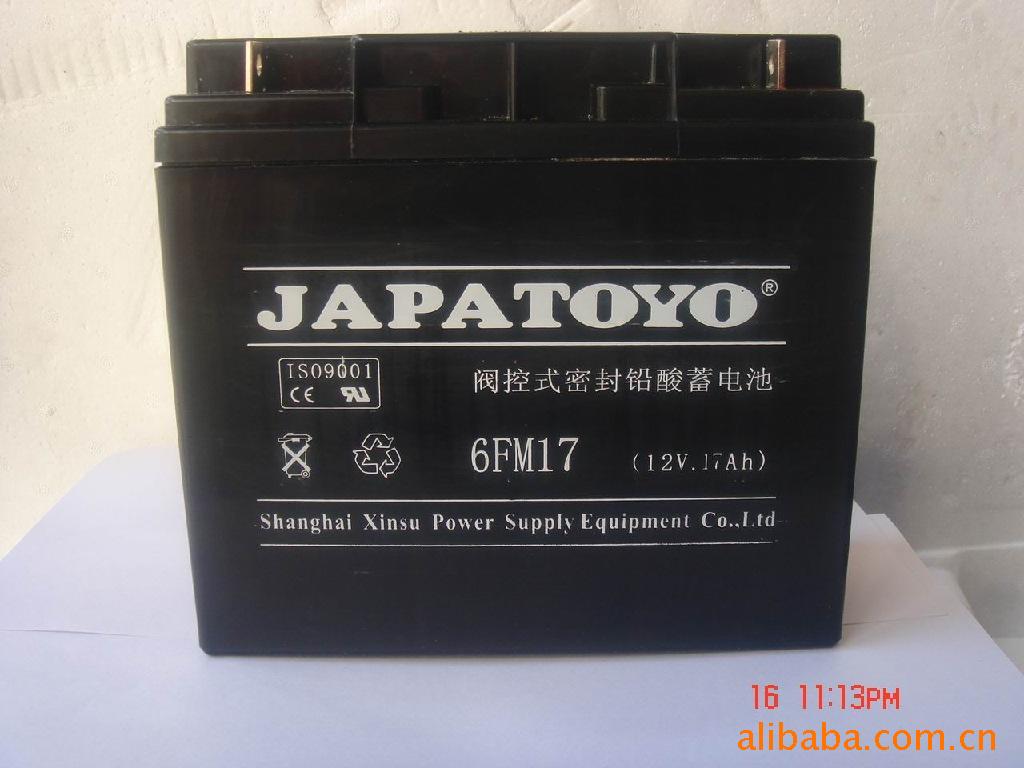 JAPATOYO®
ISO9001
CE RU
阀控式密封铅酸蓄电池
6FM17 (12V.17Ah)
Shanghai Xinsu Power Supply Equipment Co.,Ltd
16 11:13PM
alibaba.com.cn